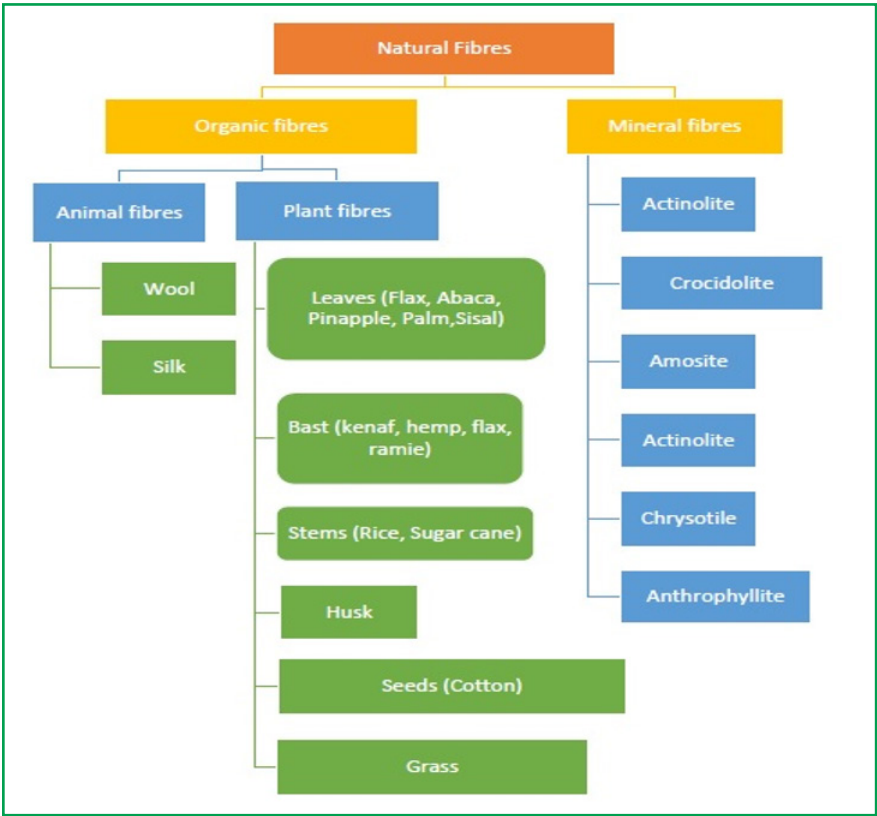 Natural Fibres
Organic fibres
Mineral fibres
Animal fibres
Plant fibres
Wool
Silk
Leaves (Flax, Abaca,
Pinapple, Palm,Sisal)
Bast (kenaf, hemp, flax,
ramie)
Stems (Rice, Sugar cane)
Husk
Seeds (Cotton)
Grass
Actinolite
Crocidolite
Amosite
Actinolite
Chrysotile
Anthrophyllite